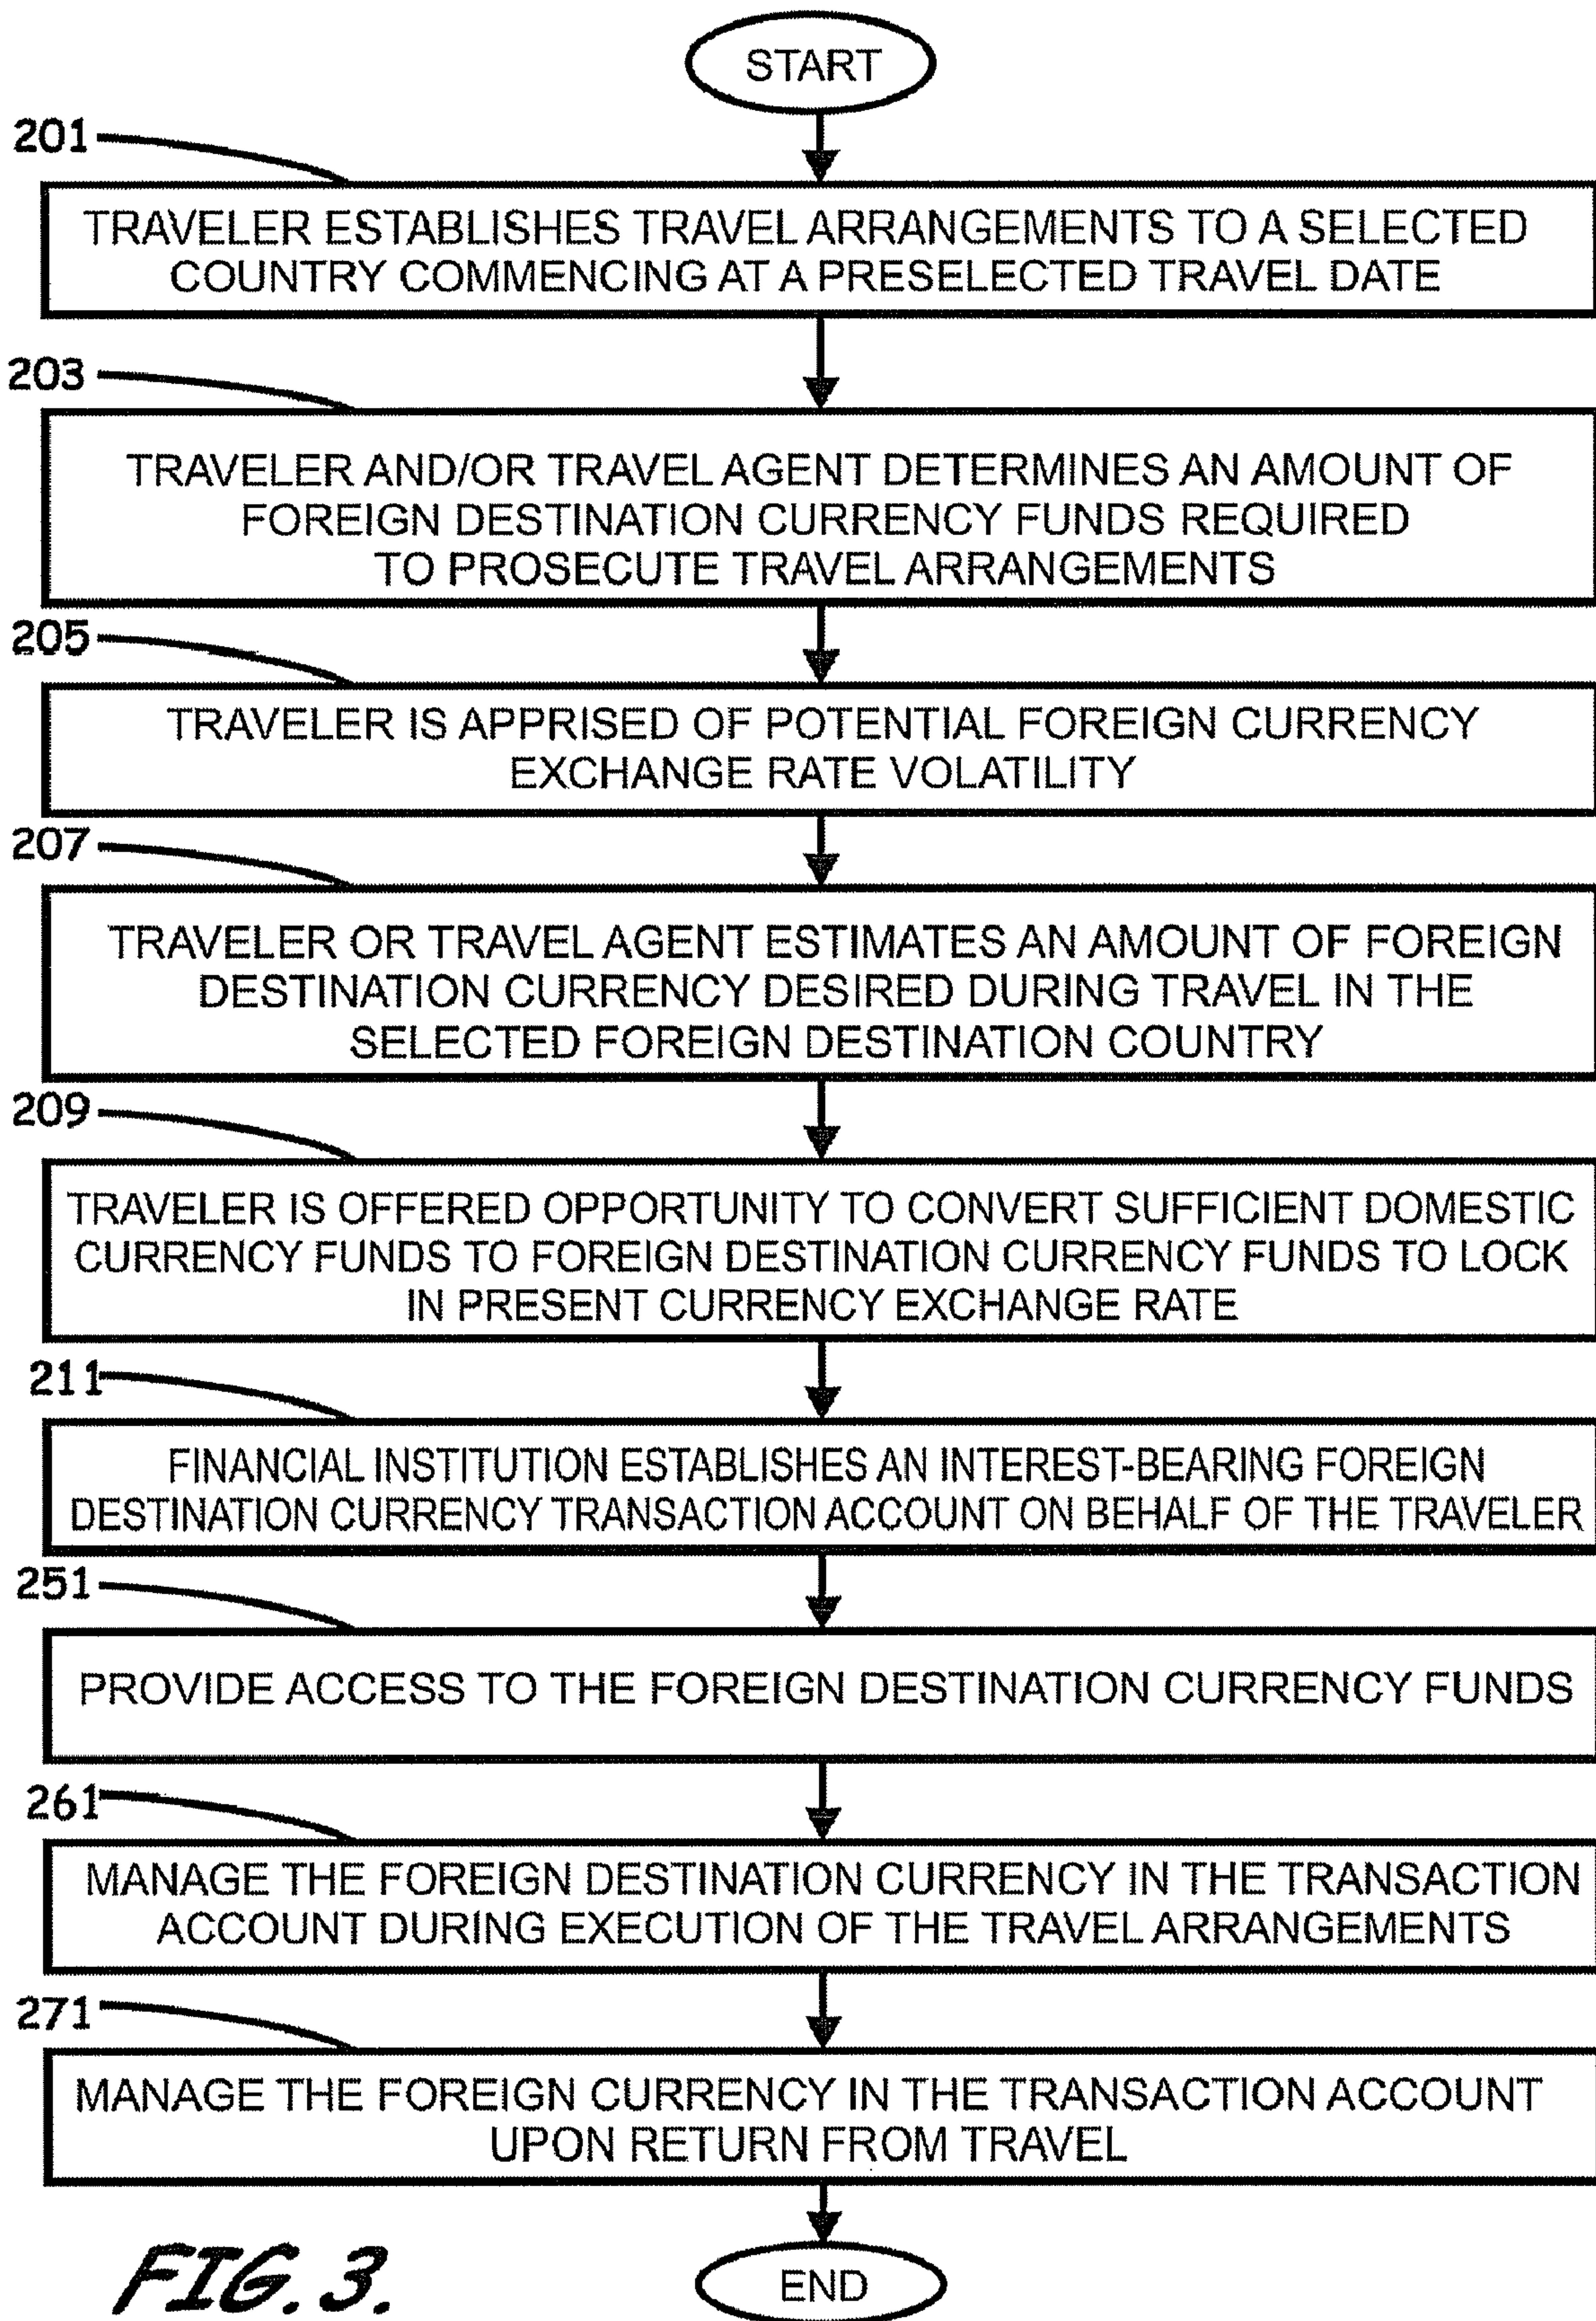 START
201
TRAVELER ESTABLISHES TRAVEL ARRANGEMENTS TO A SELECTED
COUNTRY COMMENCING AT A PRESELECTED TRAVEL DATE
203
TRAVELER AND/OR TRAVEL AGENT DETERMINES AN AMOUNT OF
FOREIGN DESTINATION CURRENCY FUNDS REQUIRED
TO PROSECUTE TRAVEL ARRANGEMENTS
205
TRAVELER IS APPRISED OF POTENTIAL FOREIGN CURRENCY
EXCHANGE RATE VOLATILITY
207
TRAVELER OR TRAVEL AGENT ESTIMATES AN AMOUNT OF FOREIGN
DESTINATION CURRENCY DESIRED DURING TRAVEL IN THE
SELECTED FOREIGN DESTINATION COUNTRY
209
TRAVELER IS OFFERED OPPORTUNITY TO CONVERT SUFFICIENT DOMESTIC
CURRENCY FUNDS TO FOREIGN DESTINATION CURRENCY FUNDS TO LOCK
IN PRESENT CURRENCY EXCHANGE RATE
211
FINANCIAL INSTITUTION ESTABLISHES AN INTEREST-BEARING FOREIGN
DESTINATION CURRENCY TRANSACTION ACCOUNT ON BEHALF OF THE TRAVELER
251
PROVIDE ACCESS TO THE FOREIGN DESTINATION CURRENCY FUNDS
261
MANAGE THE FOREIGN DESTINATION CURRENCY IN THE TRANSACTION
ACCOUNT DURING EXECUTION OF THE TRAVEL ARRANGEMENTS
271
MANAGE THE FOREIGN CURRENCY IN THE TRANSACTION ACCOUNT
UPON RETURN FROM TRAVEL
END
FIG. 3.